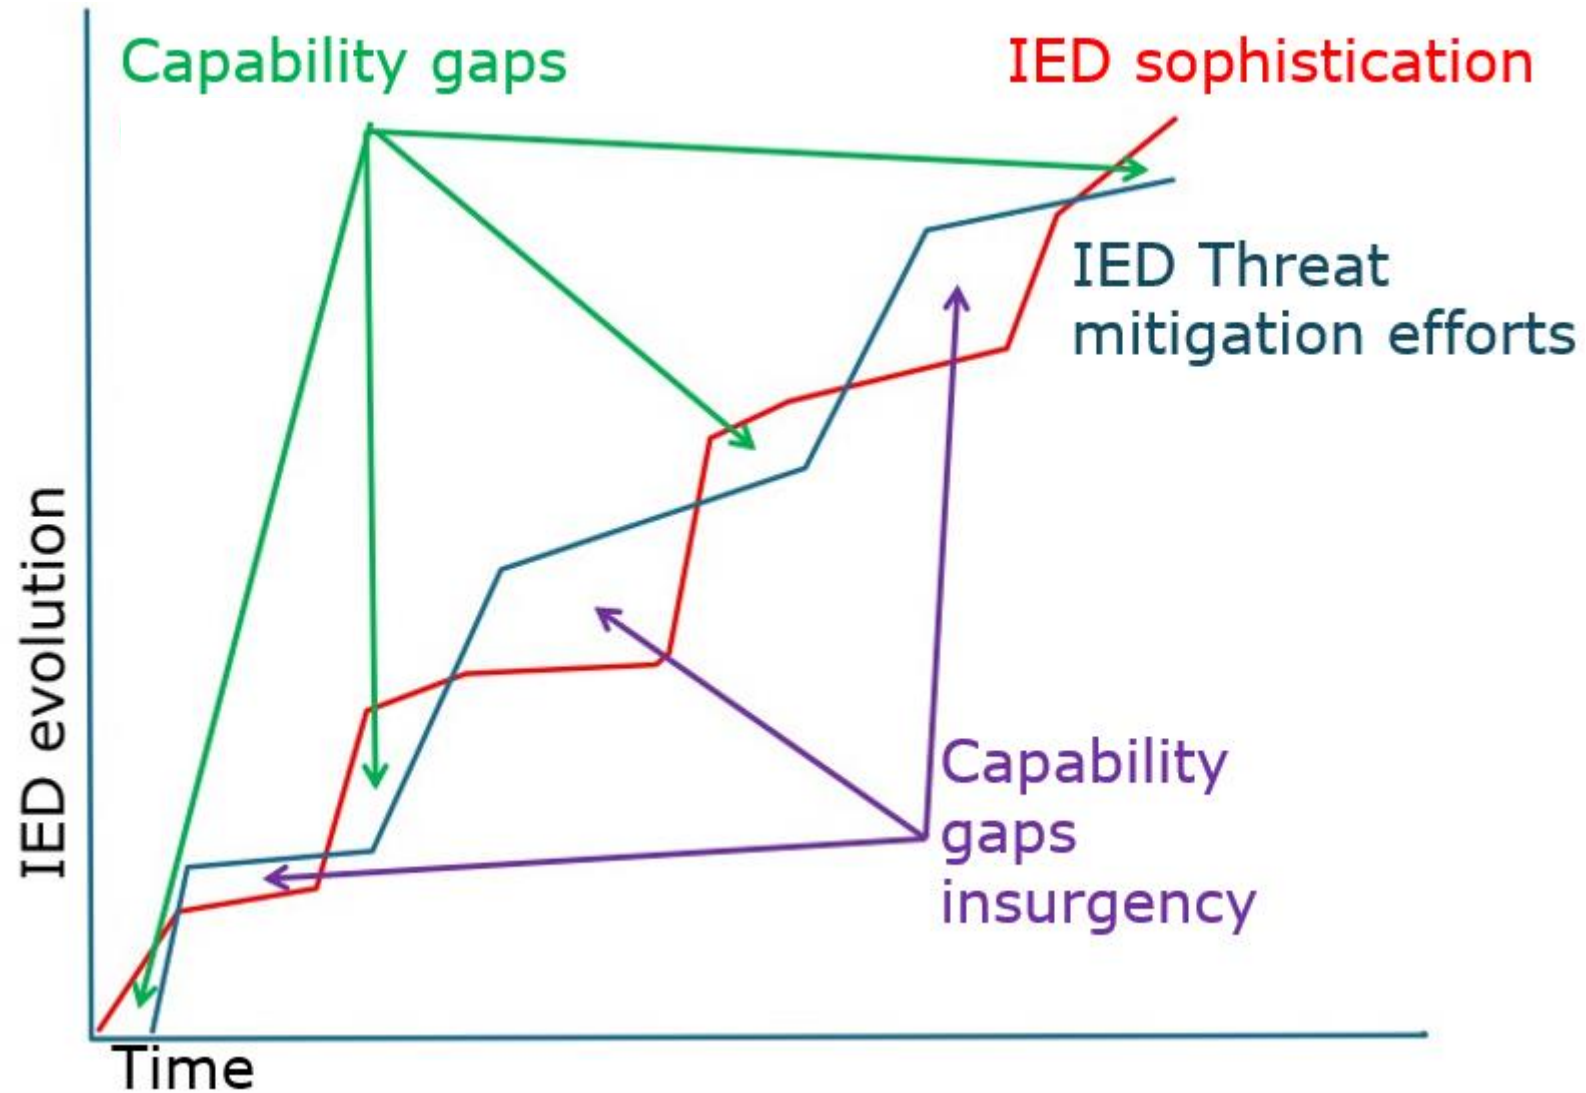 Capability gaps
IED sophistication
IED Threat
mitigation efforts
IED evolution
Capability
gaps
insurgency
Time